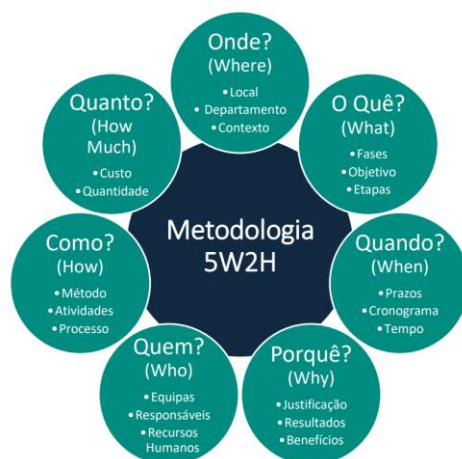 Onde?
(Where)
• Local
• Departamento
• Contexto
O Quê?
(What)
• Fases
• Objetivo
• Etapas
Quando?
(When)
• Prazos
• Cronograma
• Tempo
Porquê?
(Why)
• Justificação
• Resultados
• Benefícios
Quem?
(Who)
• Equipas
• Responsáveis
• Recursos
Humanos
Como?
(How)
• Método
• Atividades
• Processo
Quanto?
(How
Much)
• Custo
• Quantidade
Metodologia
5W2H